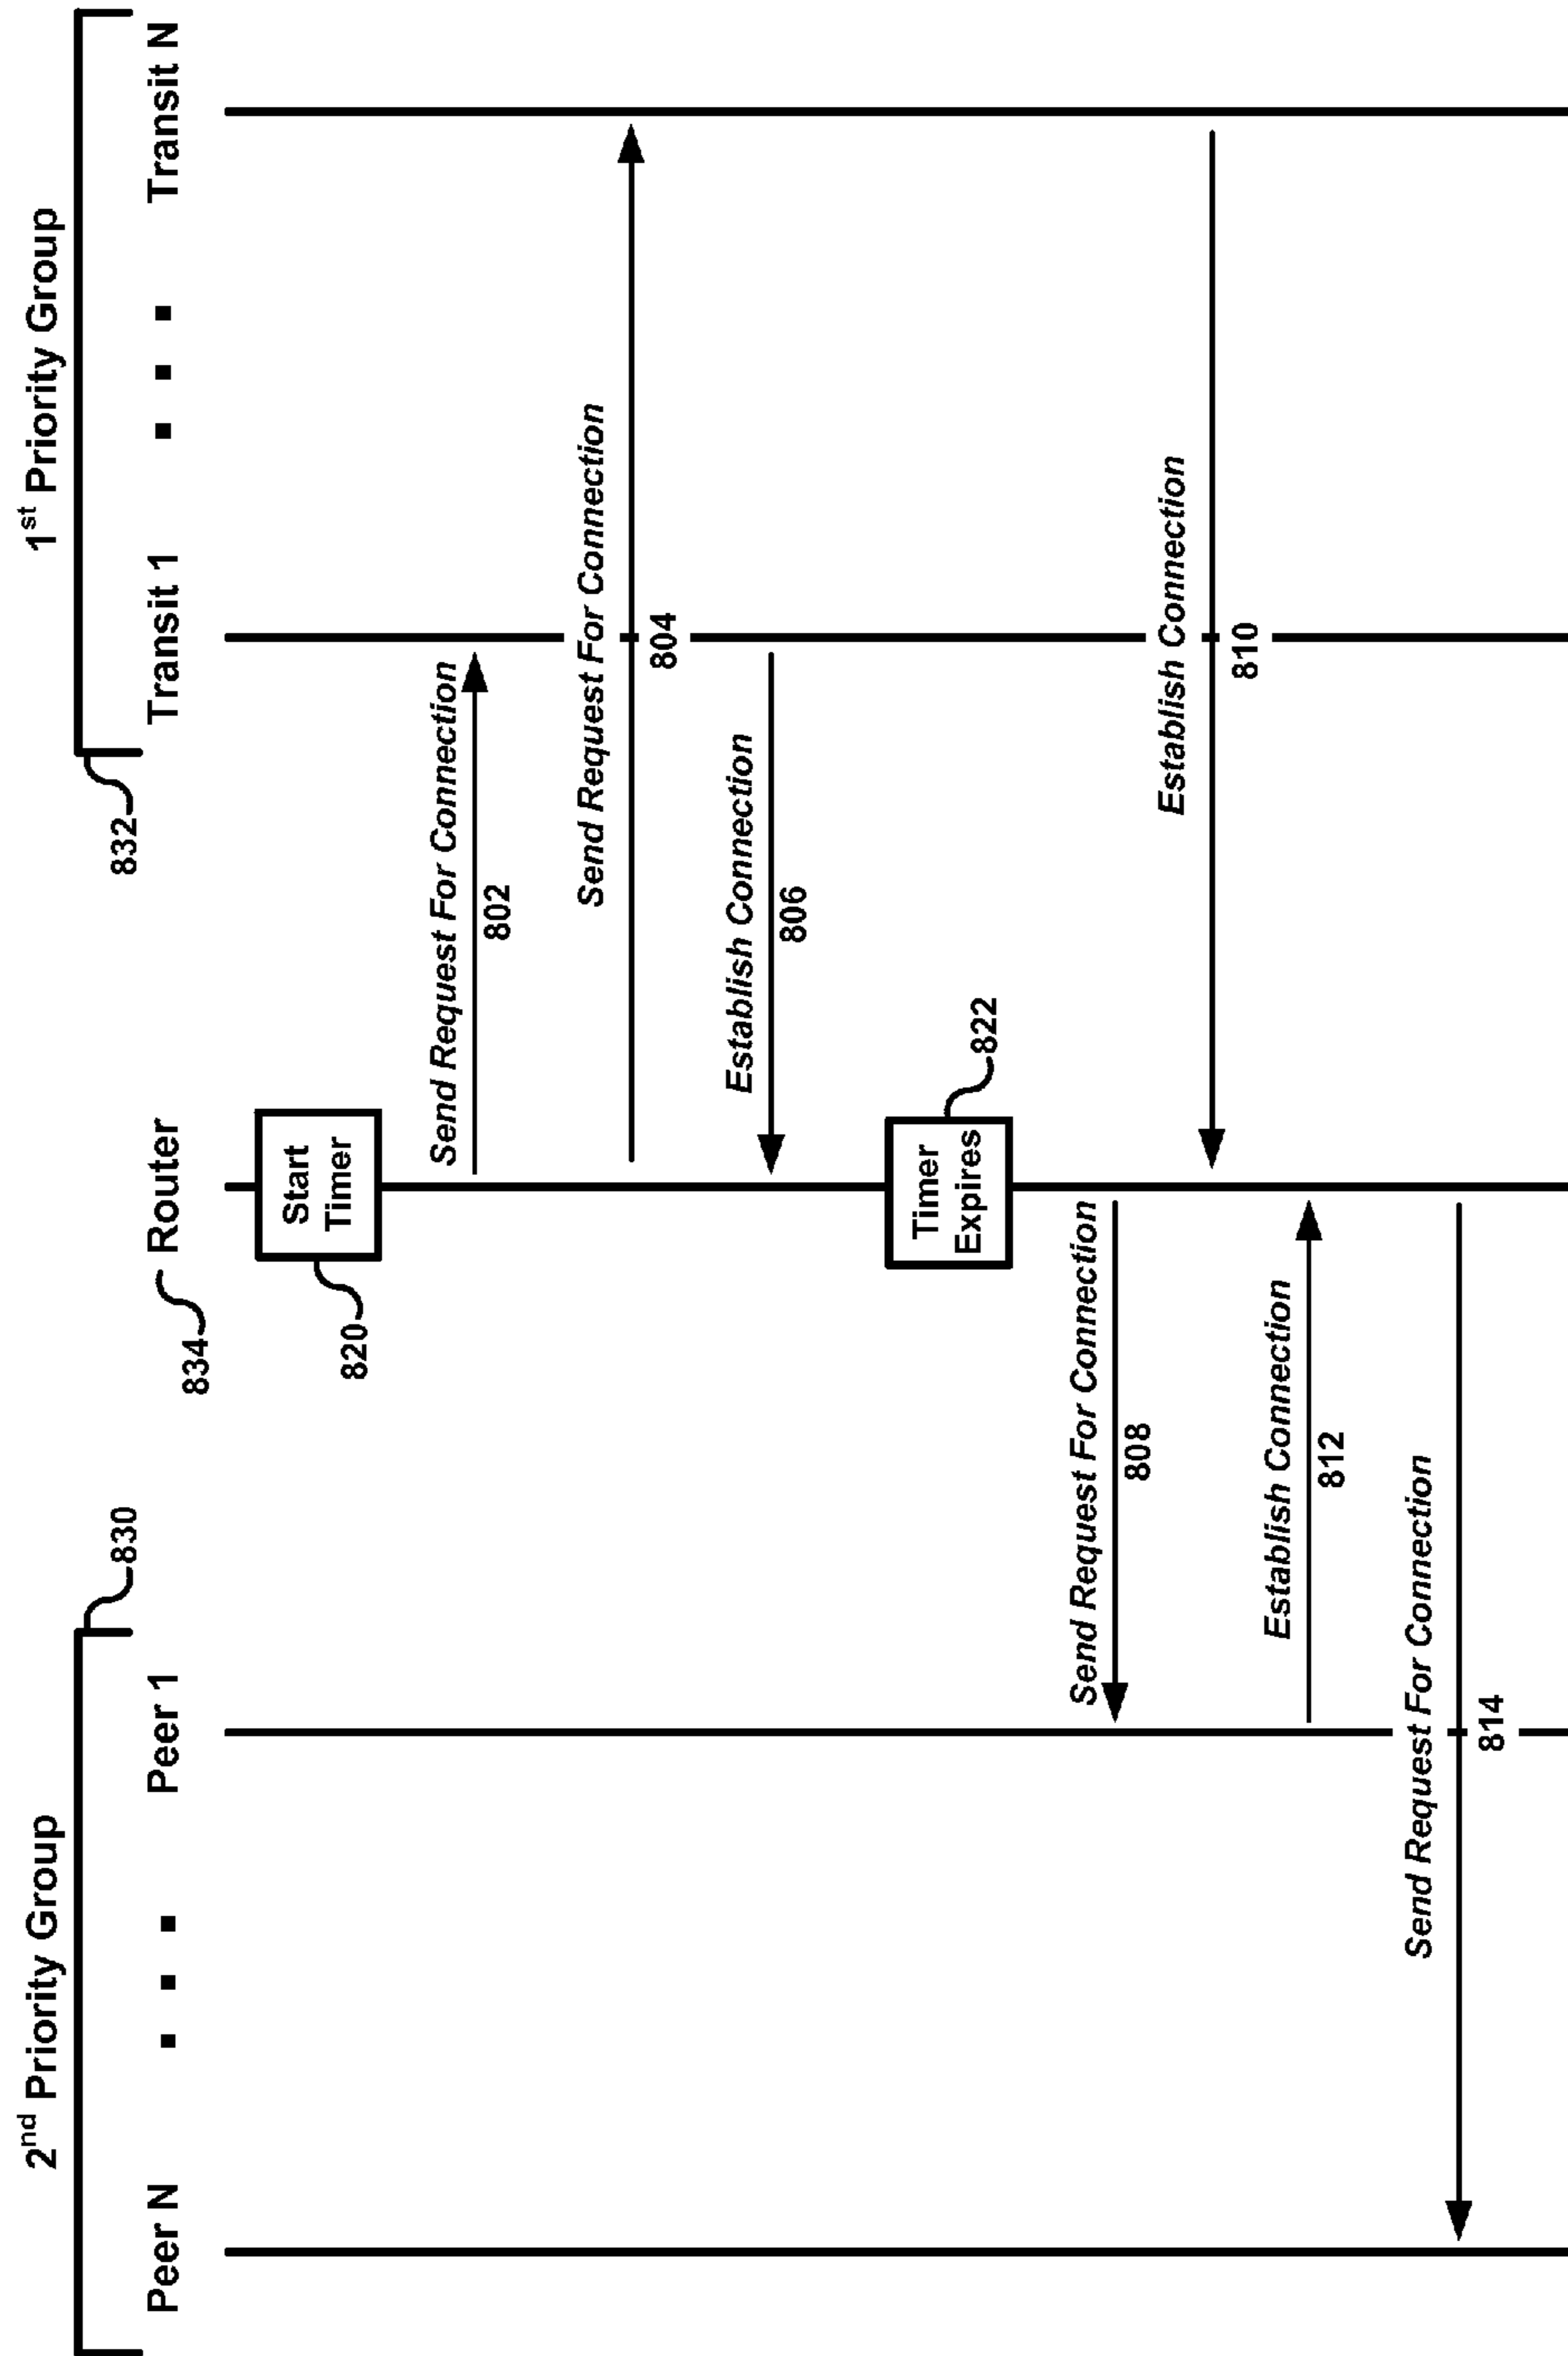 2nd Priority Group
1st Priority Group
830
832
Peer N
Peer 1
834
Router
Transit 1
Transit N
820
Start
Timer
Send Request For Connection
802
Send Request For Connection
804
Establish Connection
806
Timer
Expires
822
Send Request For Connection
808
Establish Connection
810
Establish Connection
812
Send Request For Connection
814